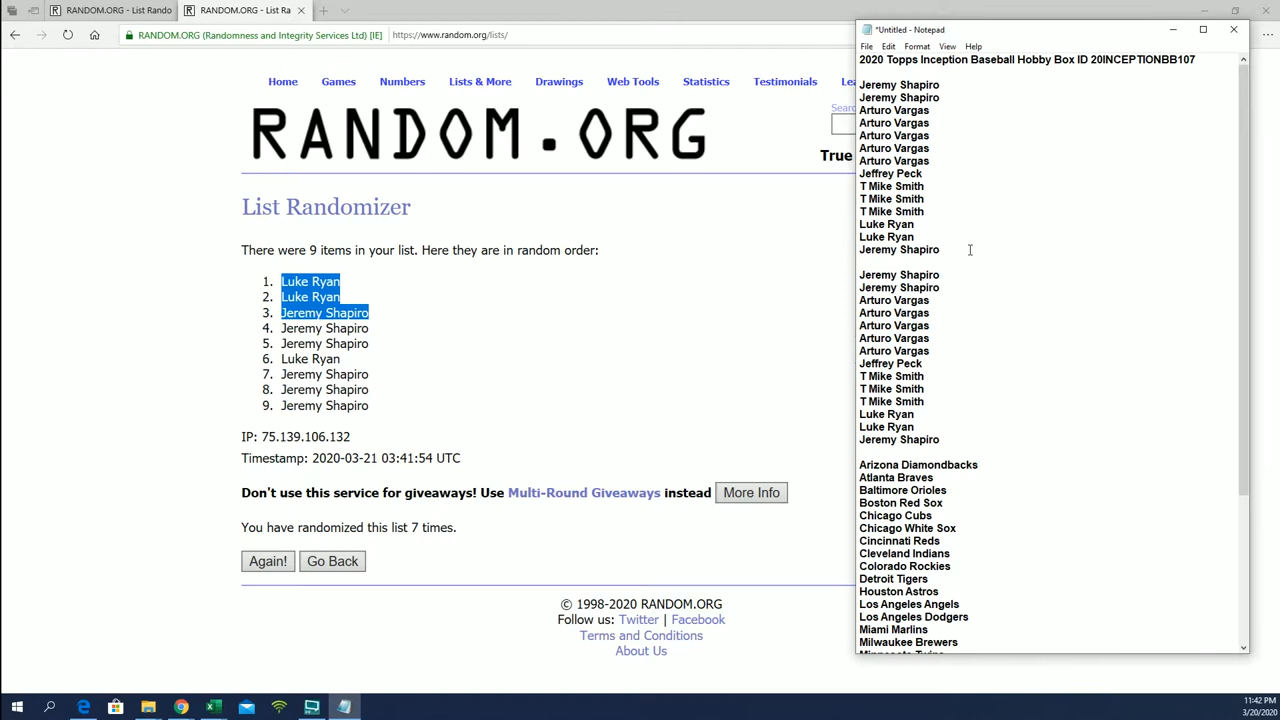 RANDOM.ORG - List Rando
RANDOM.ORG - List Ra
RANDOM.ORG (Randomness and Integrity Services Ltd) [IE]
https://www.random.org/lists/
Home
Games
Numbers
Lists & More
Drawings
Web Tools
Statistics
Testimonials
Lea
Searc
RANDOM.ORG
True
List Randomizer
There were 9 items in your list. Here they are in random order:
1. Luke Ryan
2. Luke Ryan
3. Jeremy Shapiro
4. Jeremy Shapiro
5. Jeremy Shapiro
6. Luke Ryan
7. Jeremy Shapiro
8. Jeremy Shapiro
9. Jeremy Shapiro
IP: 75.139.106.132
Timestamp: 2020-03-21 03:41:54 UTC
Don't use this service for giveaways! Use Multi-Round Giveaways instead More Info
You have randomized this list 7 times.
Again! Go Back
© 1998-2020 RANDOM.ORG
Follow us: Twitter | Facebook
Terms and Conditions
About Us
*Untitled - Notepad
File Edit Format View Help
2020 Topps Inception Baseball Hobby Box ID 20INCEPTIONBB107
Jeremy Shapiro
Jeremy Shapiro
Arturo Vargas
Arturo Vargas
Arturo Vargas
Arturo Vargas
Arturo Vargas
Jeffrey Peck
T Mike Smith
T Mike Smith
T Mike Smith
Luke Ryan
Luke Ryan
Jeremy Shapiro
Jeremy Shapiro
Jeremy Shapiro
Arturo Vargas
Arturo Vargas
Arturo Vargas
Arturo Vargas
Arturo Vargas
Jeffrey Peck
T Mike Smith
T Mike Smith
T Mike Smith
Luke Ryan
Luke Ryan
Jeremy Shapiro
Arizona Diamondbacks
Atlanta Braves
Baltimore Orioles
Boston Red Sox
Chicago Cubs
Chicago White Sox
Cincinnati Reds
Cleveland Indians
Colorado Rockies
Detroit Tigers
Houston Astros
Los Angeles Angels
Los Angeles Dodgers
Miami Marlins
Milwaukee Brewers
Minnesota Twins
11:42 PM
3/20/2020